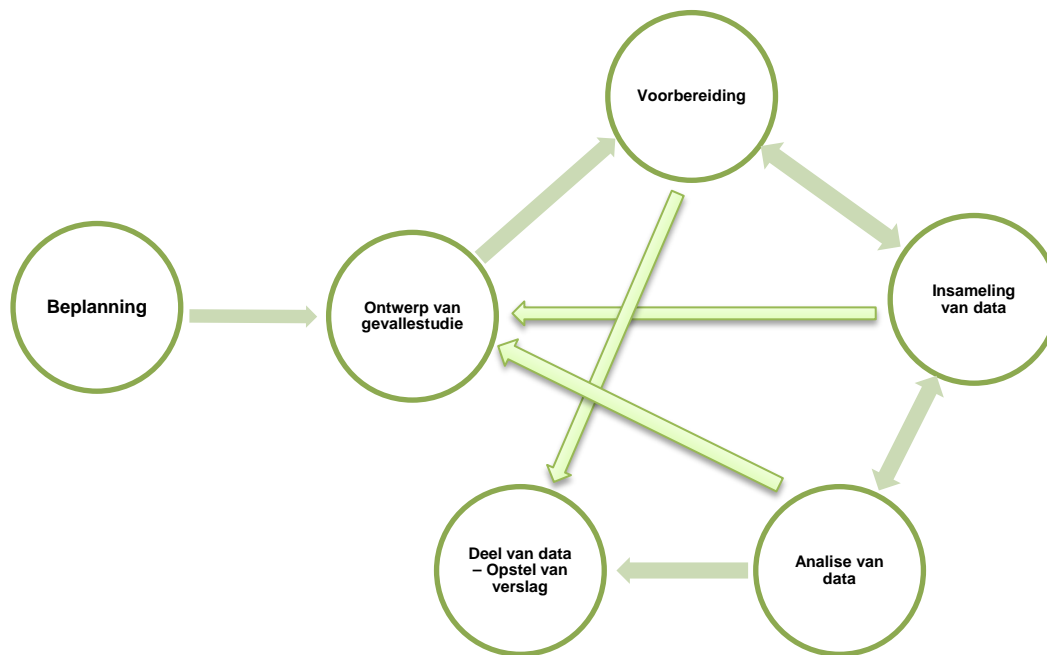 Voorbereiding
Beplanning
Ontwerp van
gevallestudie
Insameling
van data
Deel van data
– Opstel van
verslag
Analise van
data